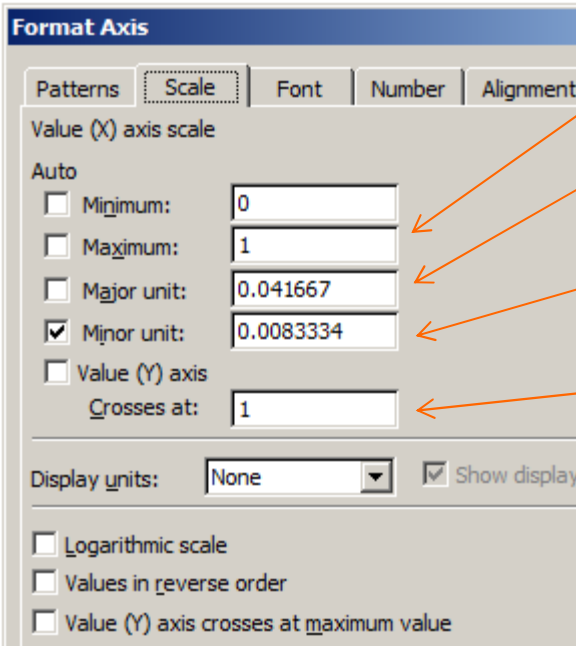 Format Axis
Patterns Scale Font Number Alignment
Value (X) axis scale
Auto
Minimum: 0
Maximum: 1
Major unit: 0.041667
Minor unit: 0.0083334
Value (Y) axis
Crosses at: 1
Display units: None Show display
Logarithmic scale
Values in reverse order
Value (Y) axis crosses at maximum value